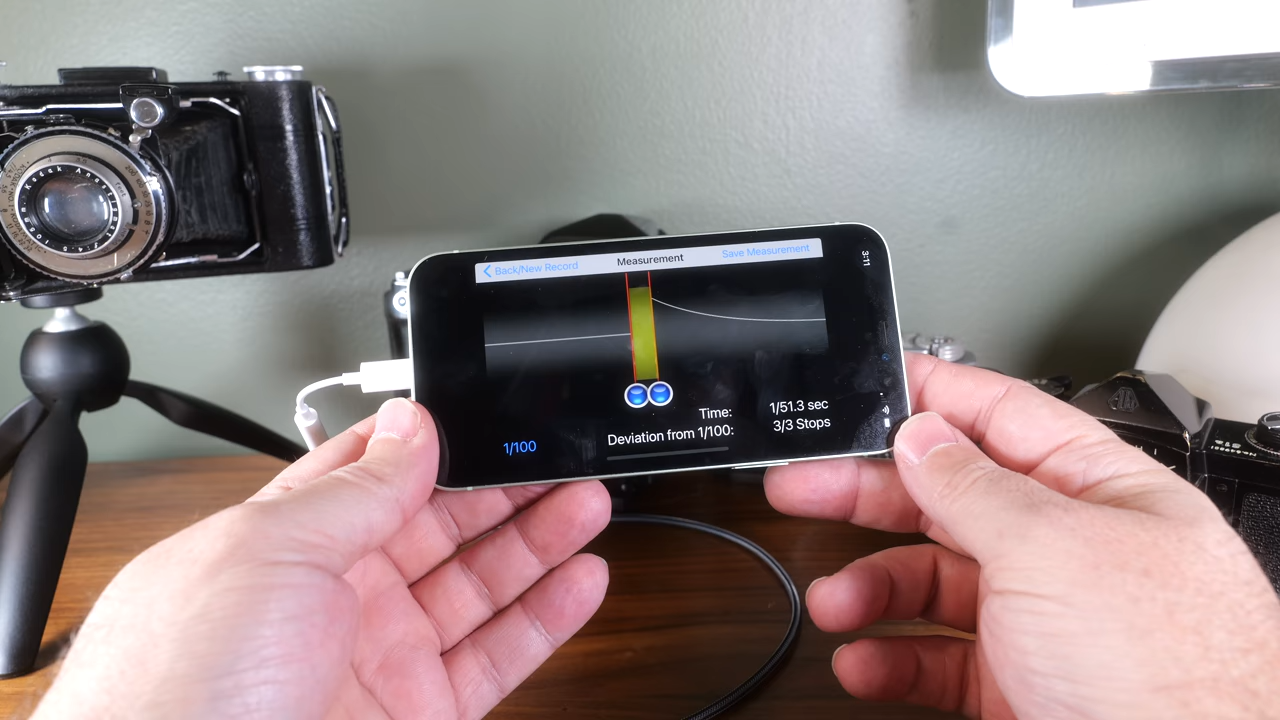 Back/New Record
Measurement
Save Measurement
3:11
Time:
1/51.3 sec
Deviation from 1/100:
3/3 Stops
1/100
Kodak